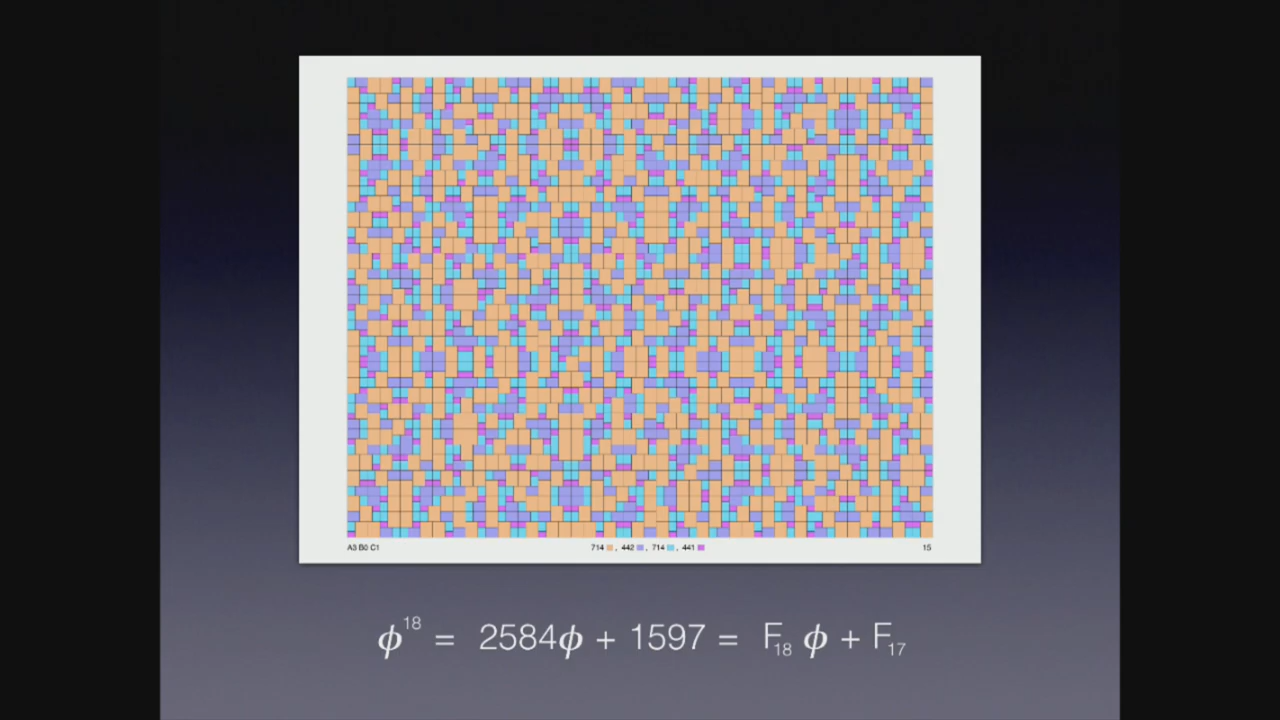 A3 B0 C1
714 , 442 , 714 , 441
15
ϕ¹⁸ = 2584ϕ + 1597 = F₁₈ ϕ + F₁₇